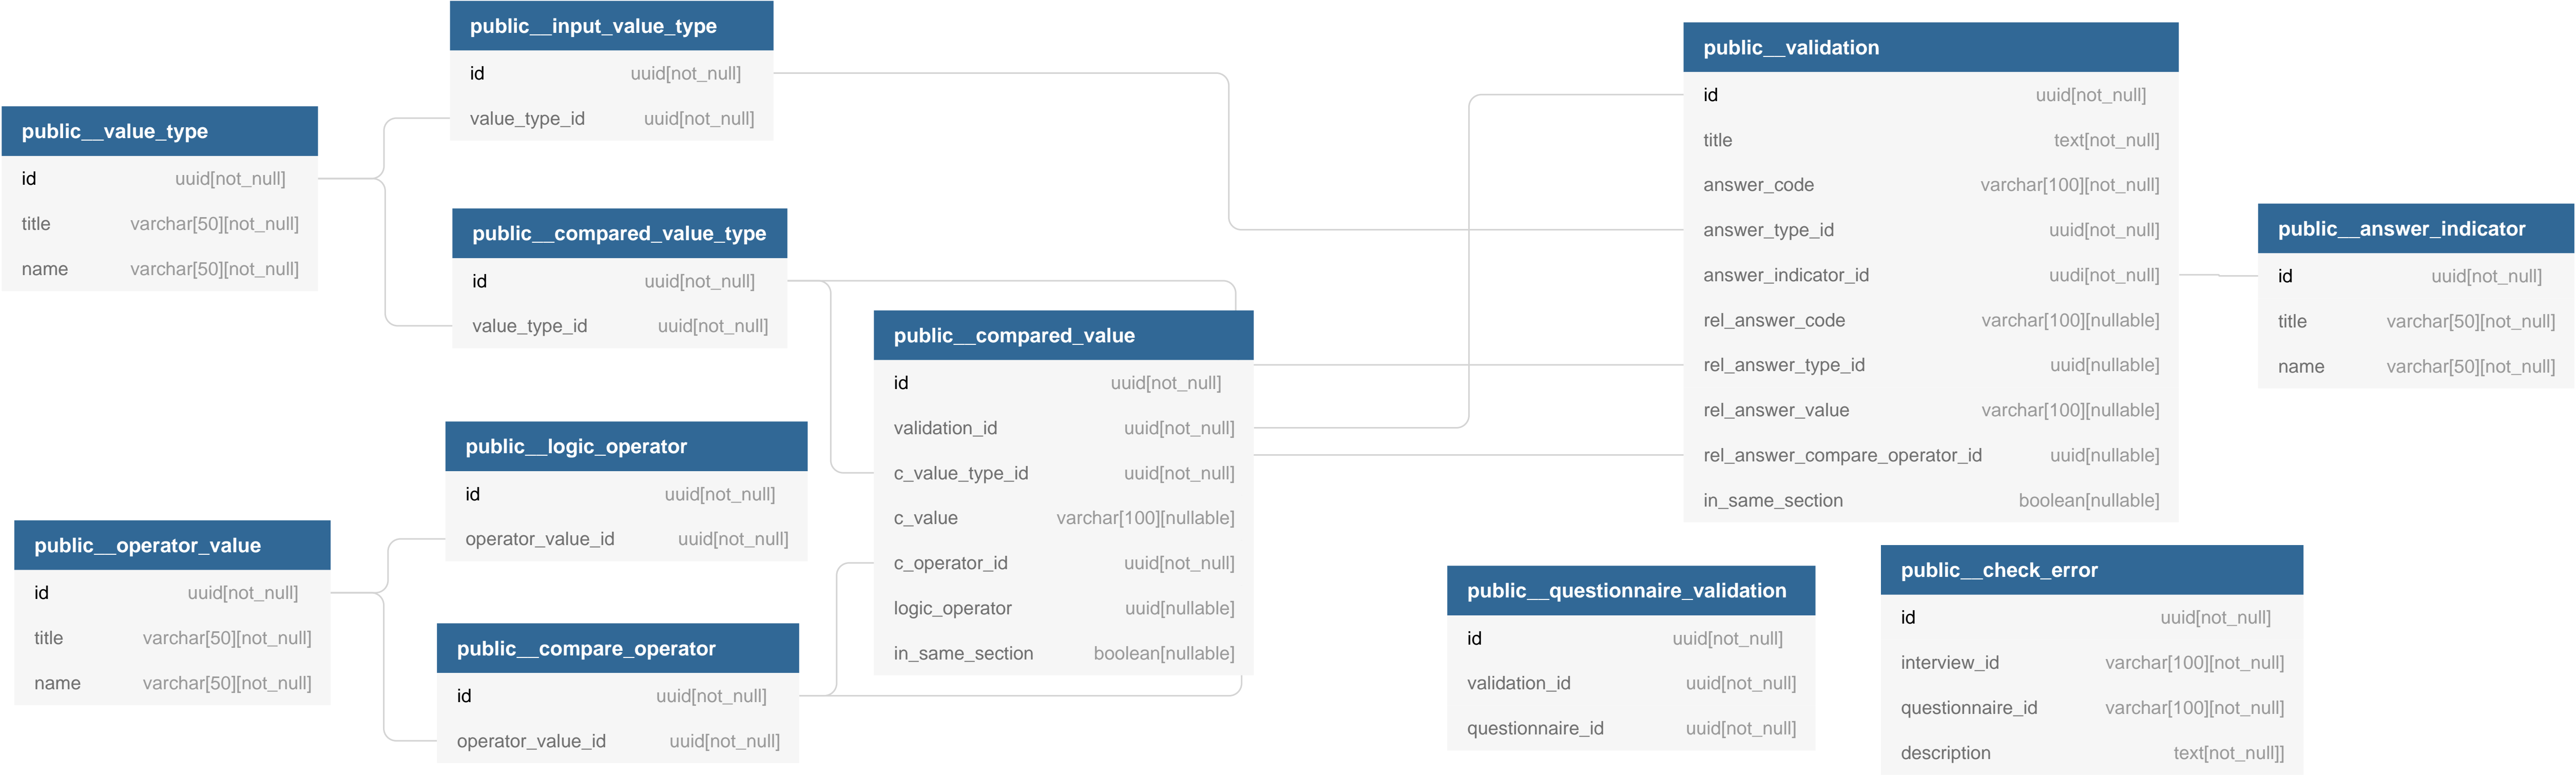 public__input_value_type
id uuid[not_null]
value_type_id uuid[not_null]
public__value_type
id uuid[not_null]
title varchar[50][not_null]
name varchar[50][not_null]
public__compared_value_type
id uuid[not_null]
value_type_id uuid[not_null]
public__logic_operator
id uuid[not_null]
operator_value_id uuid[not_null]
public__operator_value
id uuid[not_null]
title varchar[50][not_null]
name varchar[50][not_null]
public__compare_operator
id uuid[not_null]
operator_value_id uuid[not_null]
public__compared_value
id uuid[not_null]
validation_id uuid[not_null]
c_value_type_id uuid[not_null]
c_value varchar[100][nullable]
c_operator_id uuid[not_null]
logic_operator uuid[nullable]
in_same_section boolean[nullable]
public__validation
id uuid[not_null]
title text[not_null]
answer_code varchar[100][not_null]
answer_type_id uuid[not_null]
answer_indicator_id uudi[not_null]
rel_answer_code varchar[100][nullable]
rel_answer_type_id uuid[nullable]
rel_answer_value varchar[100][nullable]
rel_answer_compare_operator_id uuid[nullable]
in_same_section boolean[nullable]
public__answer_indicator
id uuid[not_null]
title varchar[50][not_null]
name varchar[50][not_null]
public__questionnaire_validation
id uuid[not_null]
validation_id uuid[not_null]
questionnaire_id uuid[not_null]
public__check_error
id uuid[not_null]
interview_id varchar[100][not_null]
questionnaire_id varchar[100][not_null]
description text[not_null]]